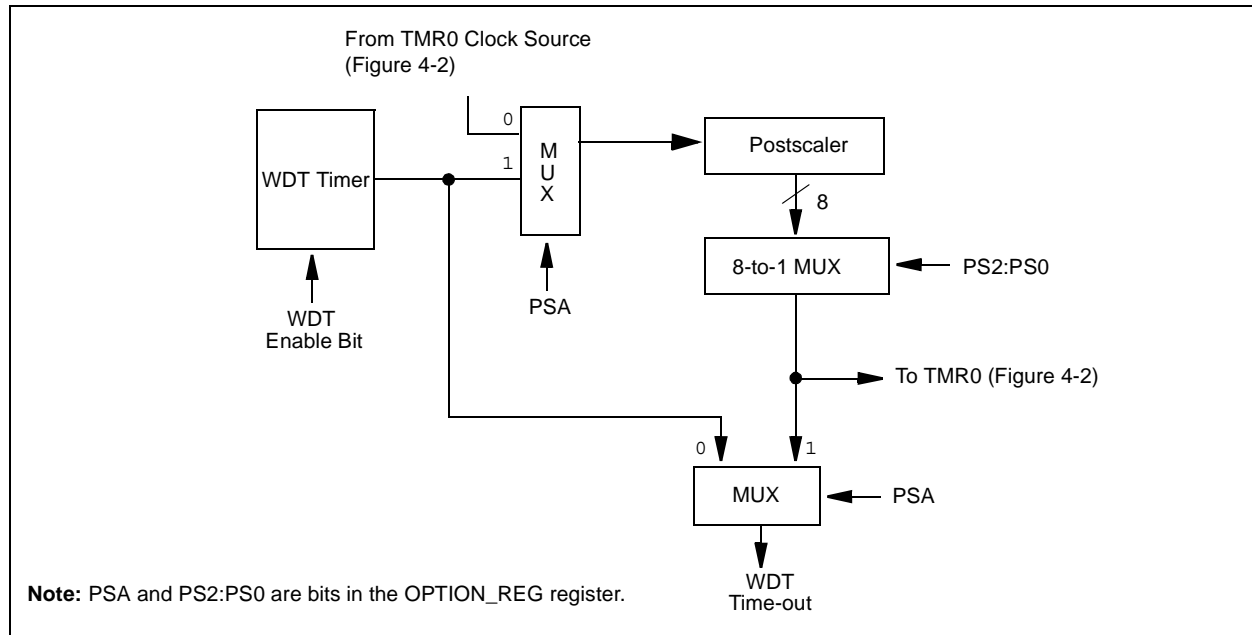 From TMR0 Clock Source
(Figure 4-2)
0
1
M
U
X
WDT Timer
Postscaler
8
8-to-1 MUX
PS2:PS0
PSA
WDT
Enable Bit
To TMR0 (Figure 4-2)
0
1
MUX
PSA
WDT
Time-out
Note: PSA and PS2:PS0 are bits in the OPTION_REG register.